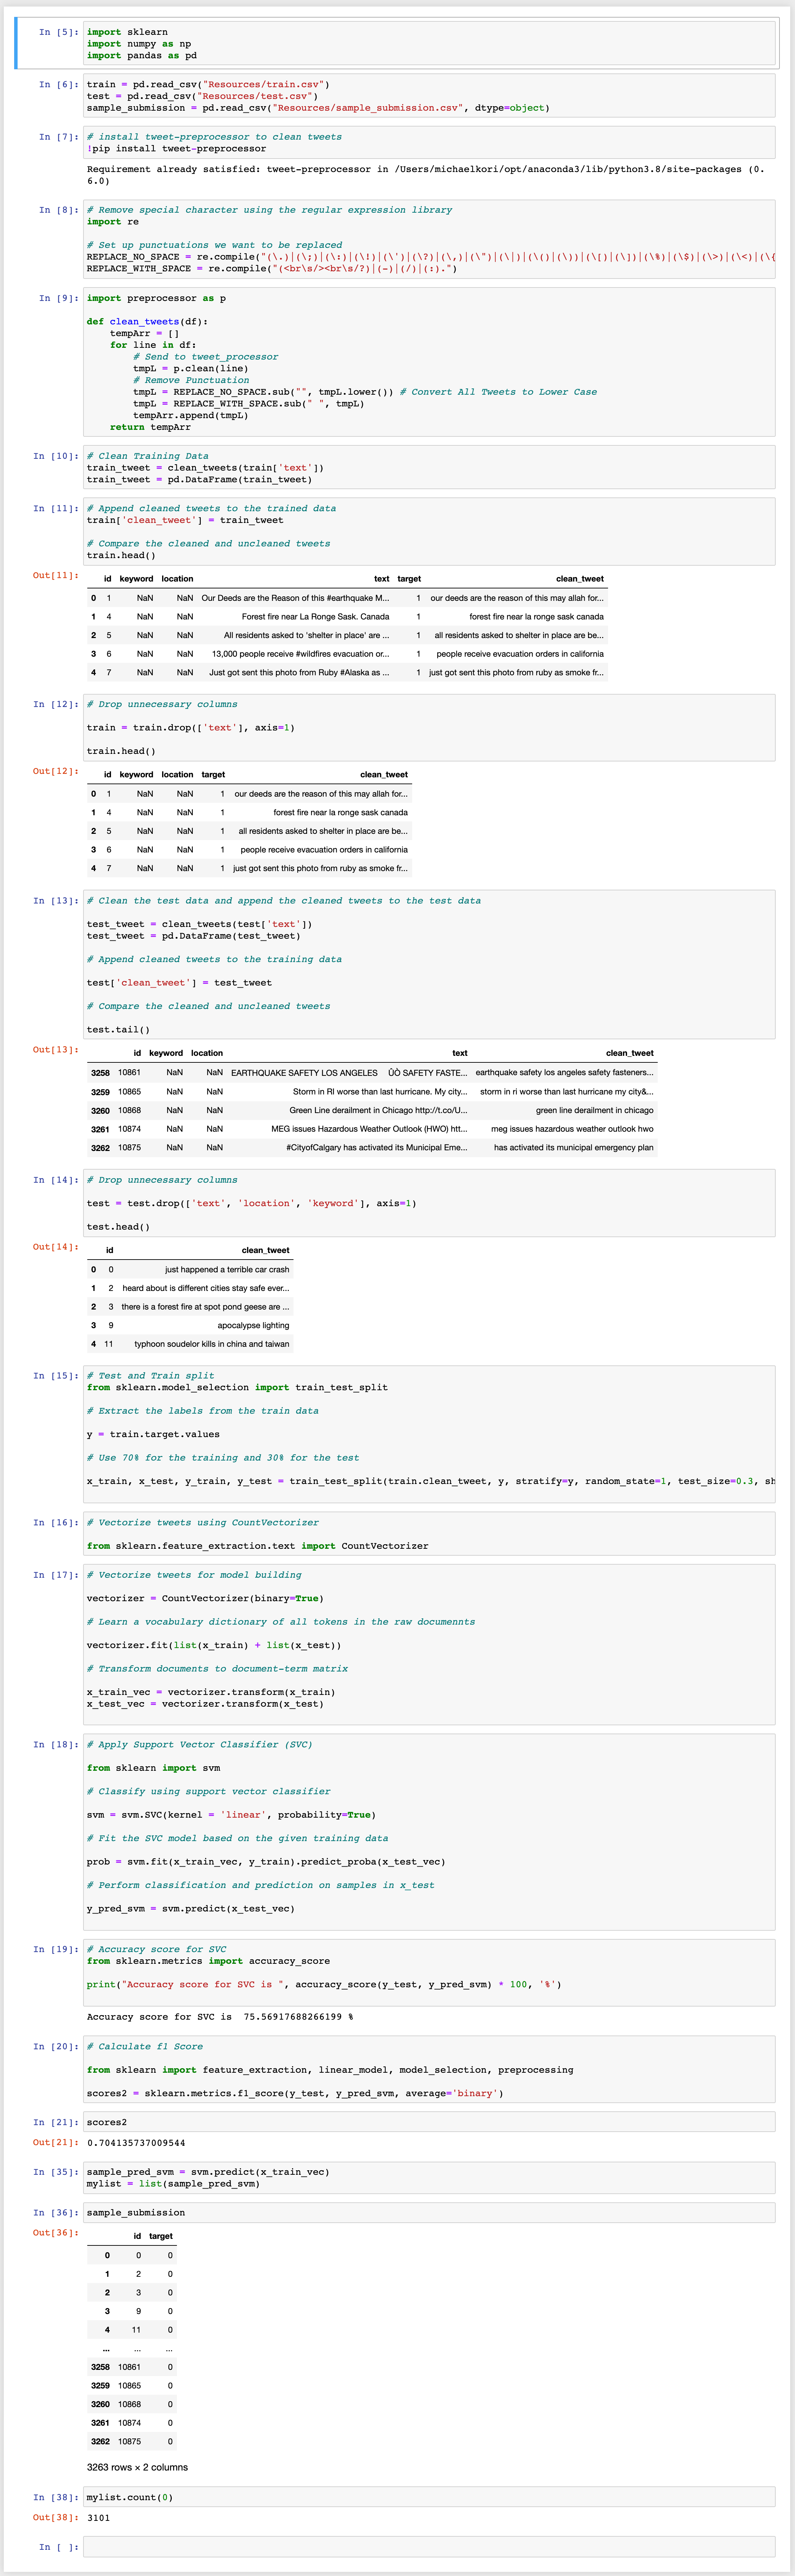 In [5]: import sklearn
import numpy as np
import pandas as pd
In [6]: train = pd.read_csv("Resources/train.csv")
test = pd.read_csv("Resources/test.csv")
sample_submission = pd.read_csv("Resources/sample_submission.csv", dtype=object)
In [7]: # install tweet-preprocessor to clean tweets
!pip install tweet-preprocessor
Requirement already satisfied: tweet-preprocessor in /Users/michaelkori/opt/anaconda3/lib/python3.8/site-packages (0.
6.0)
In [8]: # Remove special character using the regular expression library
import re
# Set up punctuations we want to be replaced
REPLACE_NO_SPACE = re.compile("(\.)|(\;)|(\:)|(\!)|(\')|(\?)|(\,)|(\")|(\|)|(\()|(\))|(\[)|(\])|(\%)|(\$)|(\>)|(\<)|(\{
REPLACE_WITH_SPACE = re.compile("(<br\s/><br\s/?)|(-)|(/)|(:).")
In [9]: import preprocessor as p
def clean_tweets(df):
tempArr = []
for line in df:
# Send to tweet_processor
tmpL = p.clean(line)
# Remove Punctuation
tmpL = REPLACE_NO_SPACE.sub("", tmpL.lower()) # Convert All Tweets to Lower Case
tmpL = REPLACE_WITH_SPACE.sub(" ", tmpL)
tempArr.append(tmpL)
return tempArr
In [10]: # Clean Training Data
train_tweet = clean_tweets(train['text'])
train_tweet = pd.DataFrame(train_tweet)
In [11]: # Append cleaned tweets to the trained data
train['clean_tweet'] = train_tweet
# Compare the cleaned and uncleaned tweets
train.head()
Out[11]: id keyword location text target clean_tweet
0 1 NaN NaN Our Deeds are the Reason of this #earthquake M... 1 our deeds are the reason of this may allah for...
1 4 NaN NaN Forest fire near La Ronge Sask. Canada 1 forest fire near la ronge sask canada
2 5 NaN NaN All residents asked to 'shelter in place' are ... 1 all residents asked to shelter in place are be...
3 6 NaN NaN 13,000 people receive #wildfires evacuation or... 1 people receive evacuation orders in california
4 7 NaN NaN Just got sent this photo from Ruby #Alaska as ... 1 just got sent this photo from ruby as smoke fr...
In [12]: # Drop unnecessary columns
train = train.drop(['text'], axis=1)
train.head()
Out[12]: id keyword location target clean_tweet
0 1 NaN NaN 1 our deeds are the reason of this may allah for...
1 4 NaN NaN 1 forest fire near la ronge sask canada
2 5 NaN NaN 1 all residents asked to shelter in place are be...
3 6 NaN NaN 1 people receive evacuation orders in california
4 7 NaN NaN 1 just got sent this photo from ruby as smoke fr...
In [13]: # Clean the test data and append the cleaned tweets to the test data
test_tweet = clean_tweets(test['text'])
test_tweet = pd.DataFrame(test_tweet)
# Append cleaned tweets to the training data
test['clean_tweet'] = test_tweet
# Compare the cleaned and uncleaned tweets
test.tail()
Out[13]: id keyword location text clean_tweet
3258 10861 NaN NaN EARTHQUAKE SAFETY LOS ANGELES ÛÒ SAFETY FASTE... earthquake safety los angeles safety fasteners...
3259 10865 NaN NaN Storm in RI worse than last hurricane. My city... storm in ri worse than last hurricane my city&...
3260 10868 NaN NaN Green Line derailment in Chicago http://t.co/U... green line derailment in chicago
3261 10874 NaN NaN MEG issues Hazardous Weather Outlook (HWO) htt... meg issues hazardous weather outlook hwo
3262 10875 NaN NaN #CityofCalgary has activated its Municipal Eme... has activated its municipal emergency plan
In [14]: # Drop unnecessary columns
test = test.drop(['text', 'location', 'keyword'], axis=1)
test.head()
Out[14]: id clean_tweet
0 0 just happened a terrible car crash
1 2 heard about is different cities stay safe ever...
2 3 there is a forest fire at spot pond geese are ...
3 9 apocalypse lighting
4 11 typhoon soudelor kills in china and taiwan
In [15]: # Test and Train split
from sklearn.model_selection import train_test_split
# Extract the labels from the train data
y = train.target.values
# Use 70% for the training and 30% for the test
x_train, x_test, y_train, y_test = train_test_split(train.clean_tweet, y, stratify=y, random_state=1, test_size=0.3, sh
In [16]: # Vectorize tweets using CountVectorizer
from sklearn.feature_extraction.text import CountVectorizer
In [17]: # Vectorize tweets for model building
vectorizer = CountVectorizer(binary=True)
# Learn a vocabulary dictionary of all tokens in the raw documennts
vectorizer.fit(list(x_train) + list(x_test))
# Transform documents to document-term matrix
x_train_vec = vectorizer.transform(x_train)
x_test_vec = vectorizer.transform(x_test)
In [18]: # Apply Support Vector Classifier (SVC)
from sklearn import svm
# Classify using support vector classifier
svm = svm.SVC(kernel = 'linear', probability=True)
# Fit the SVC model based on the given training data
prob = svm.fit(x_train_vec, y_train).predict_proba(x_test_vec)
# Perform classification and prediction on samples in x_test
y_pred_svm = svm.predict(x_test_vec)
In [19]: # Accuracy score for SVC
from sklearn.metrics import accuracy_score
print("Accuracy score for SVC is ", accuracy_score(y_test, y_pred_svm) * 100, '%')
Accuracy score for SVC is  75.56917688266199 %
In [20]: # Calculate f1 Score
from sklearn import feature_extraction, linear_model, model_selection, preprocessing
scores2 = sklearn.metrics.f1_score(y_test, y_pred_svm, average='binary')
In [21]: scores2
Out[21]: 0.704135737009544
In [35]: sample_pred_svm = svm.predict(x_train_vec)
mylist = list(sample_pred_svm)
In [36]: sample_submission
Out[36]: id target
0 0 0
1 2 0
2 3 0
3 9 0
4 11 0
... ... ...
3258 10861 0
3259 10865 0
3260 10868 0
3261 10874 0
3262 10875 0
3263 rows × 2 columns
In [38]: mylist.count(0)
Out[38]: 3101
In [ ]: